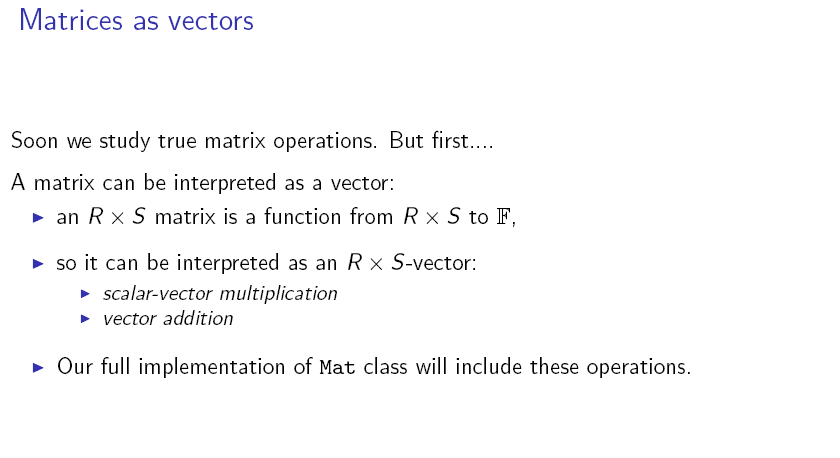 Matrices as vectors
Soon we study true matrix operations. But first....
A matrix can be interpreted as a vector:
▶ an R × S matrix is a function from R × S to 𝔽,
▶ so it can be interpreted as an R × S-vector:
▶ scalar-vector multiplication
▶ vector addition
▶ Our full implementation of Mat class will include these operations.